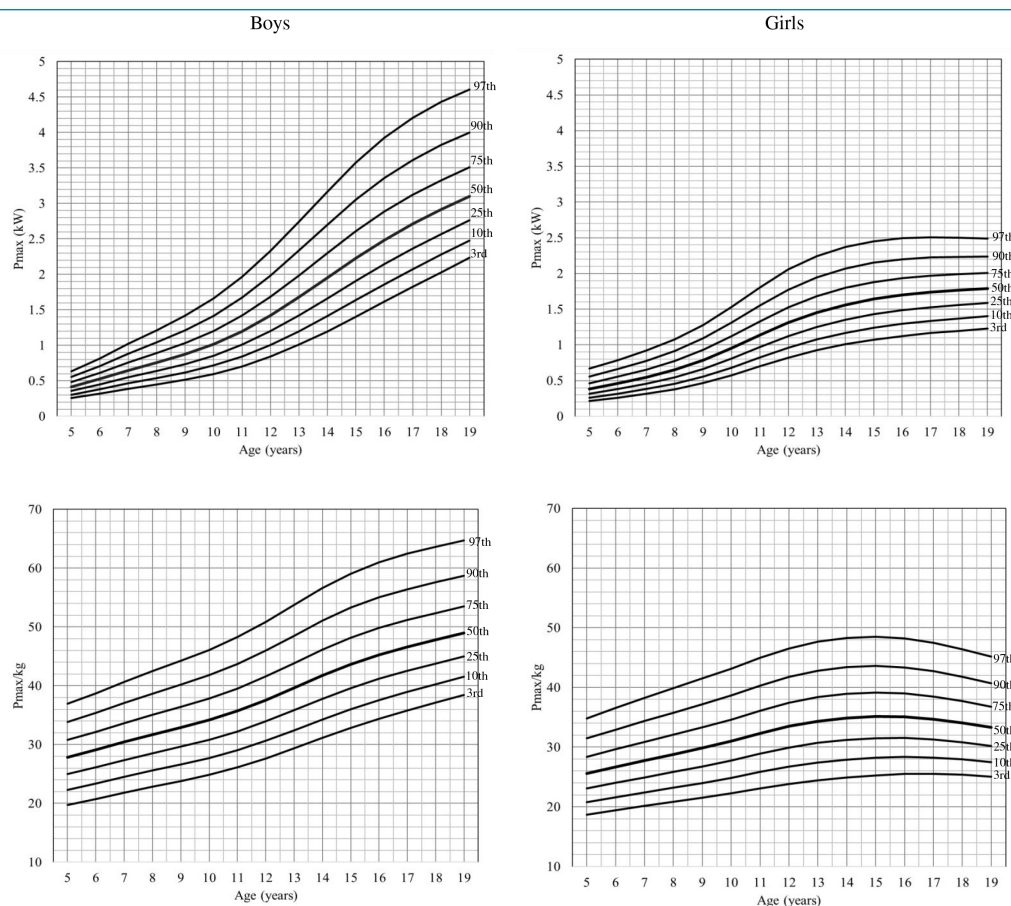 Boys
Girls
5
4.5
4
3.5
3
2.5
2
1.5
1
0.5
0
Pmax (kW)
97th
90th
75th
50th
25th
10th
3rd
5 6 7 8 9 10 11 12 13 14 15 16 17 18 19
Age (years)
5
4.5
4
3.5
3
2.5
2
1.5
1
0.5
0
Pmax (kW)
97th
90th
75th
50th
25th
10th
3rd
5 6 7 8 9 10 11 12 13 14 15 16 17 18 19
Age (years)
70
60
50
40
30
20
10
Pmax/kg
97th
90th
75th
50th
25th
10th
3rd
5 6 7 8 9 10 11 12 13 14 15 16 17 18 19
Age (years)
70
60
50
40
30
20
10
Pmax/kg
97th
90th
75th
50th
25th
10th
3rd
5 6 7 8 9 10 11 12 13 14 15 16 17 18 19
Age (years)